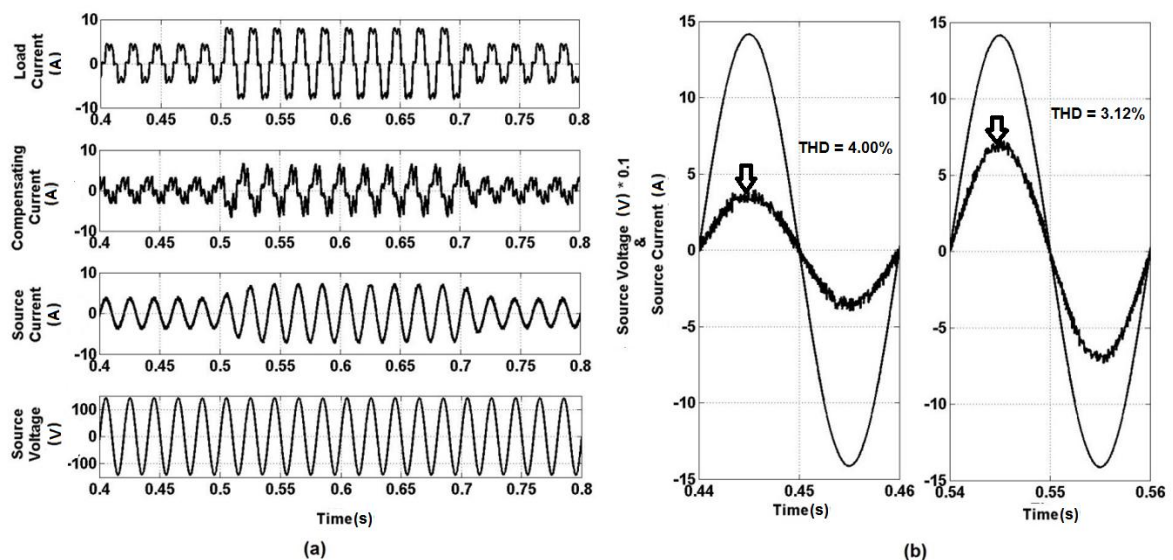 Load
Current
(A)
10
0
-10
0.4 0.45 0.5 0.55 0.6 0.65 0.7 0.75 0.8
Compensating
Current
(A)
10
0
-10
0.4 0.45 0.5 0.55 0.6 0.65 0.7 0.75 0.8
Source
Current
(A)
10
0
-10
0.4 0.45 0.5 0.55 0.6 0.65 0.7 0.75 0.8
Source
Voltage
(V)
100
0
-100
0.4 0.45 0.5 0.55 0.6 0.65 0.7 0.75 0.8
Time(s)
(a)
Source Voltage (V) * 0.1
&
Source Current (A)
15
10
5
0
-5
-10
-15
THD = 4.00%
0.44 0.45 0.46
Time(s)
15
10
5
0
-5
-10
-15
THD = 3.12%
0.54 0.55 0.56
Time(s)
(b)